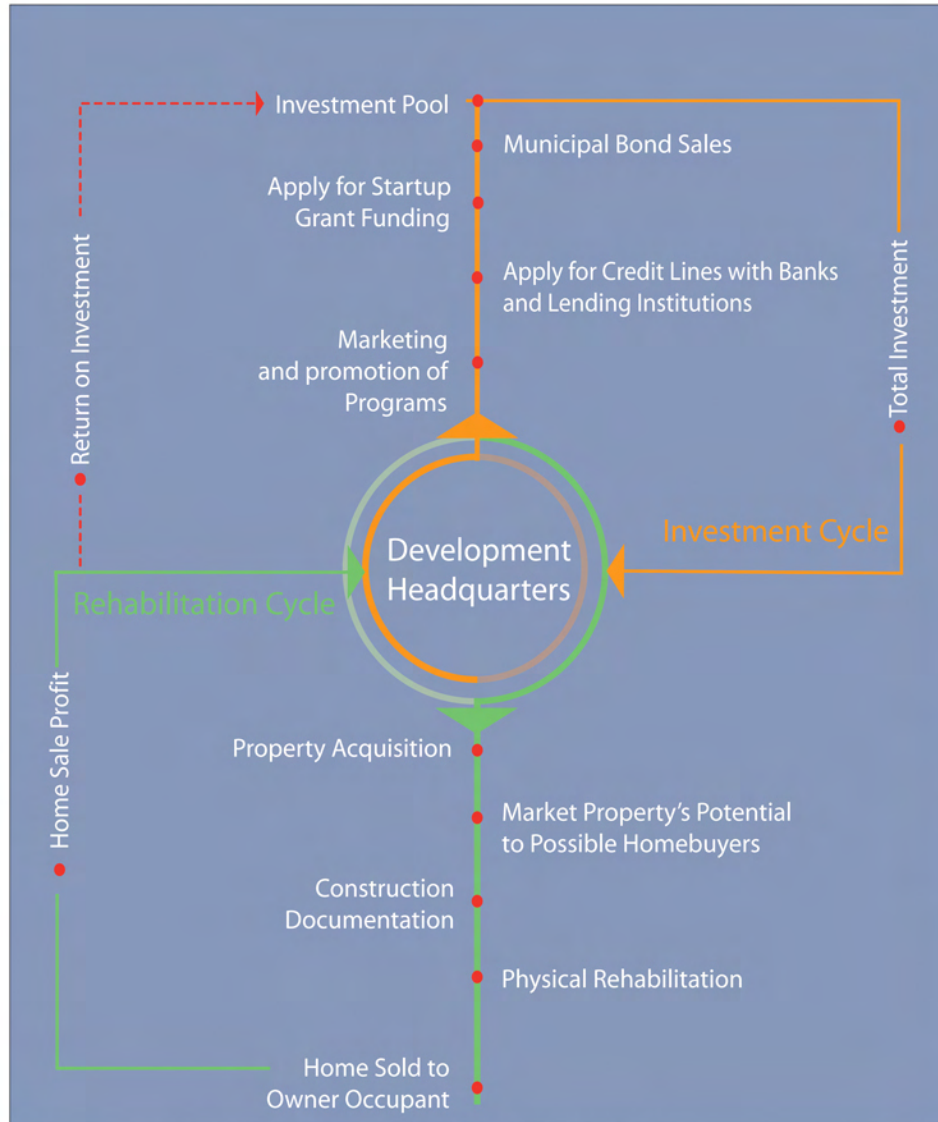 Investment Pool
Municipal Bond Sales
Apply for Startup
Grant Funding
Apply for Credit Lines with Banks
and Lending Institutions
Marketing
and promotion of
Programs
Return on Investment
Total Investment
Investment Cycle
Development
Headquarters
Rehabilitation Cycle
Home Sale Profit
Property Acquisition
Market Property's Potential
to Possible Homebuyers
Construction
Documentation
Physical Rehabilitation
Home Sold to
Owner Occupant